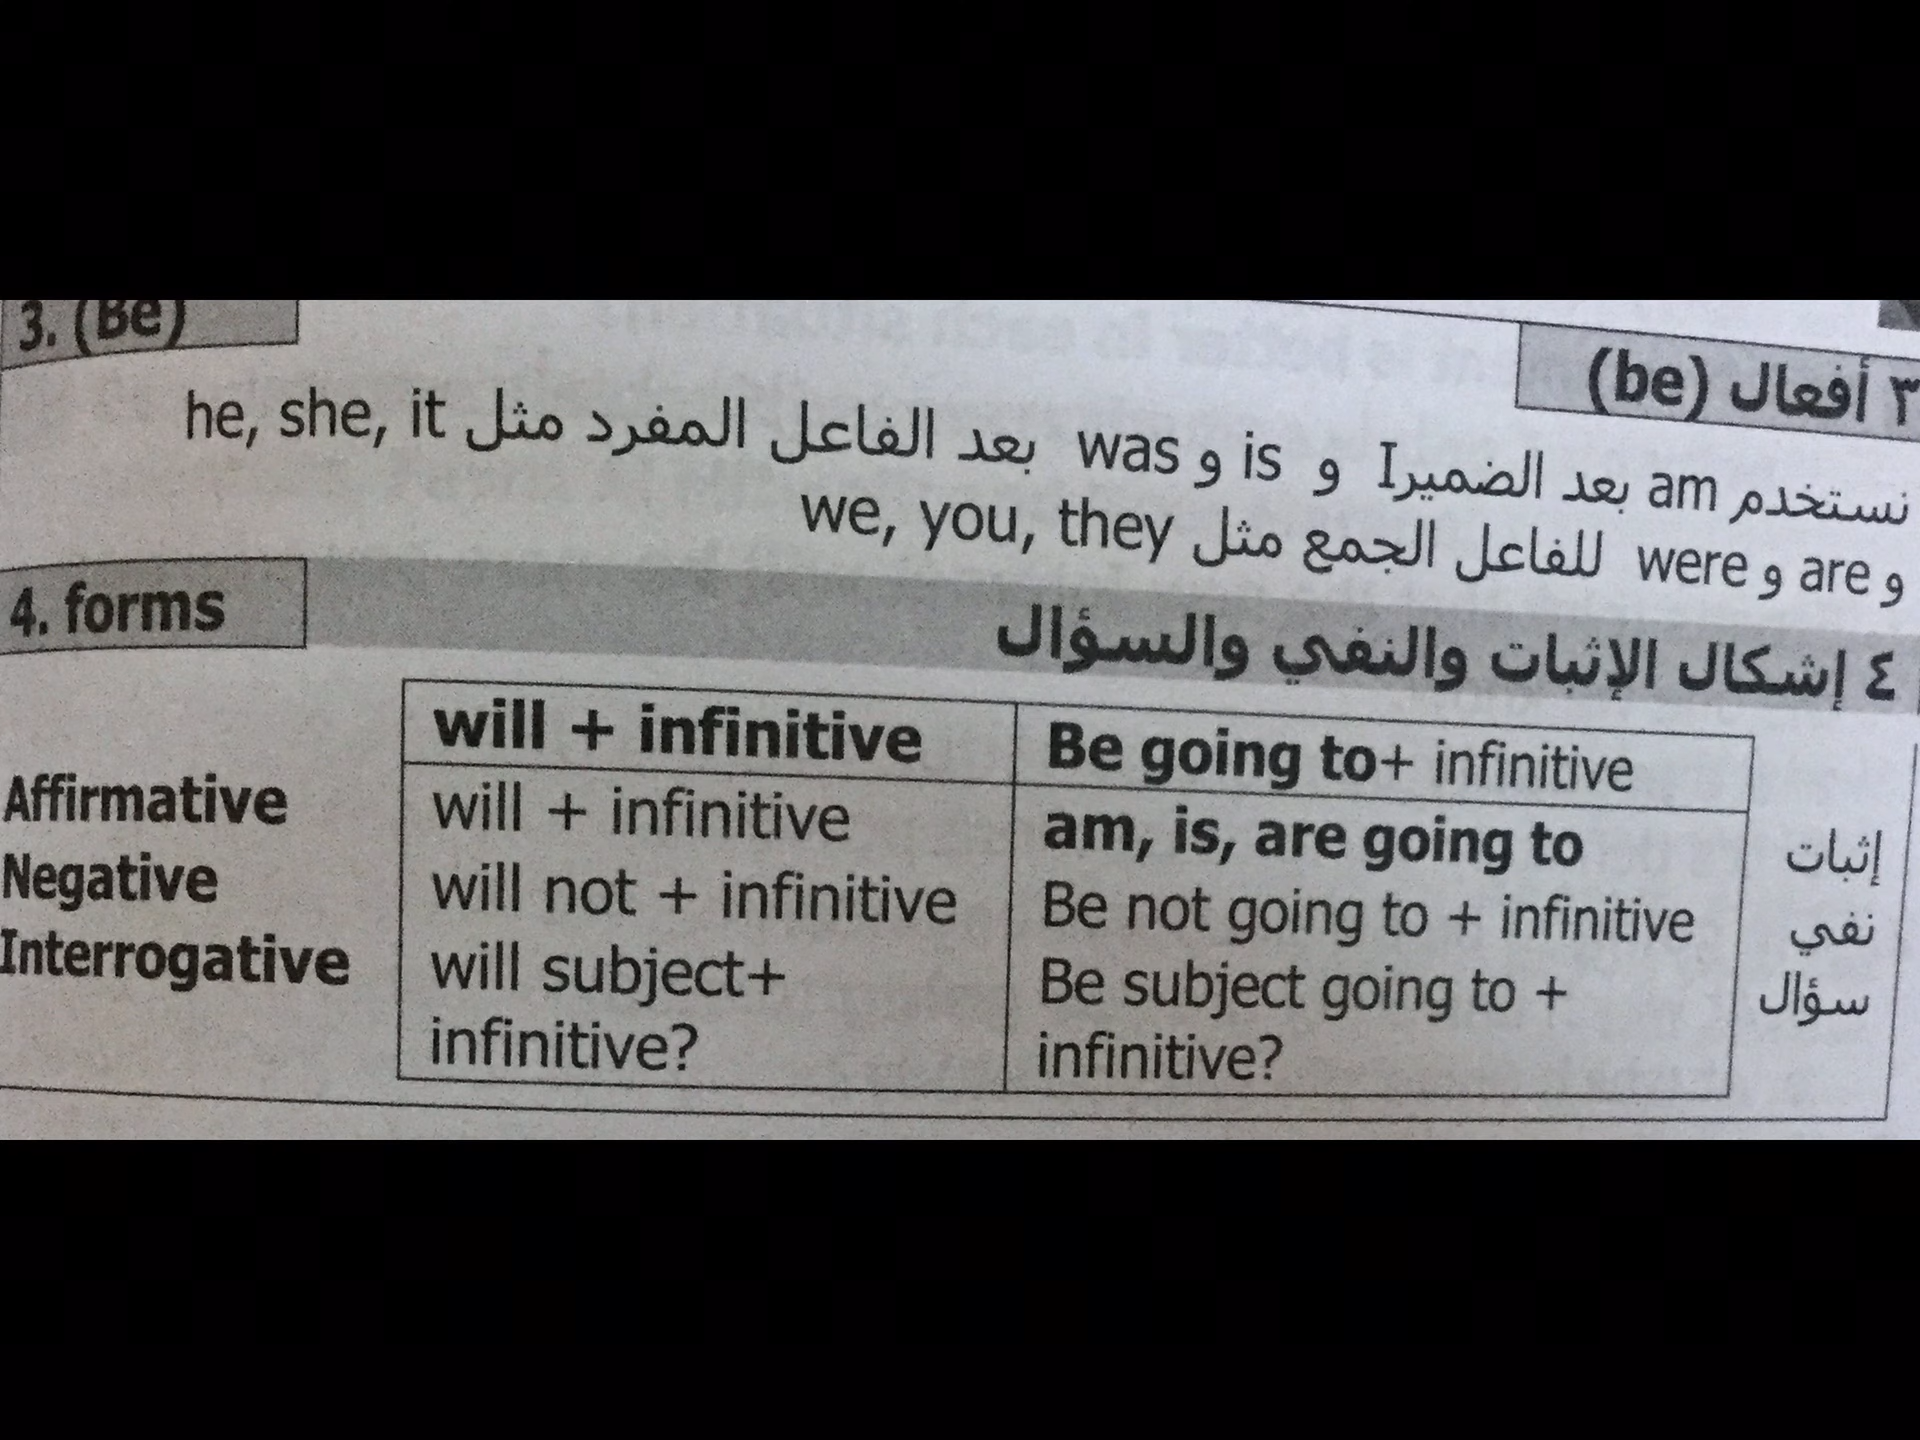 3. (Be)
٣ أفعال (be)
نستخدم am بعد الضميرI و is و was بعد الفاعل المفرد مثل he, she, it
و are و were للفاعل الجمع مثل we, you, they
4. forms
٤ إشكال الإثبات والنفي والسؤال
will + infinitive Be going to+ infinitive
Affirmative will + infinitive am, is, are going to إثبات
Negative will not + infinitive Be not going to + infinitive نفي
Interrogative will subject+ Be subject going to + سؤال
infinitive? infinitive?